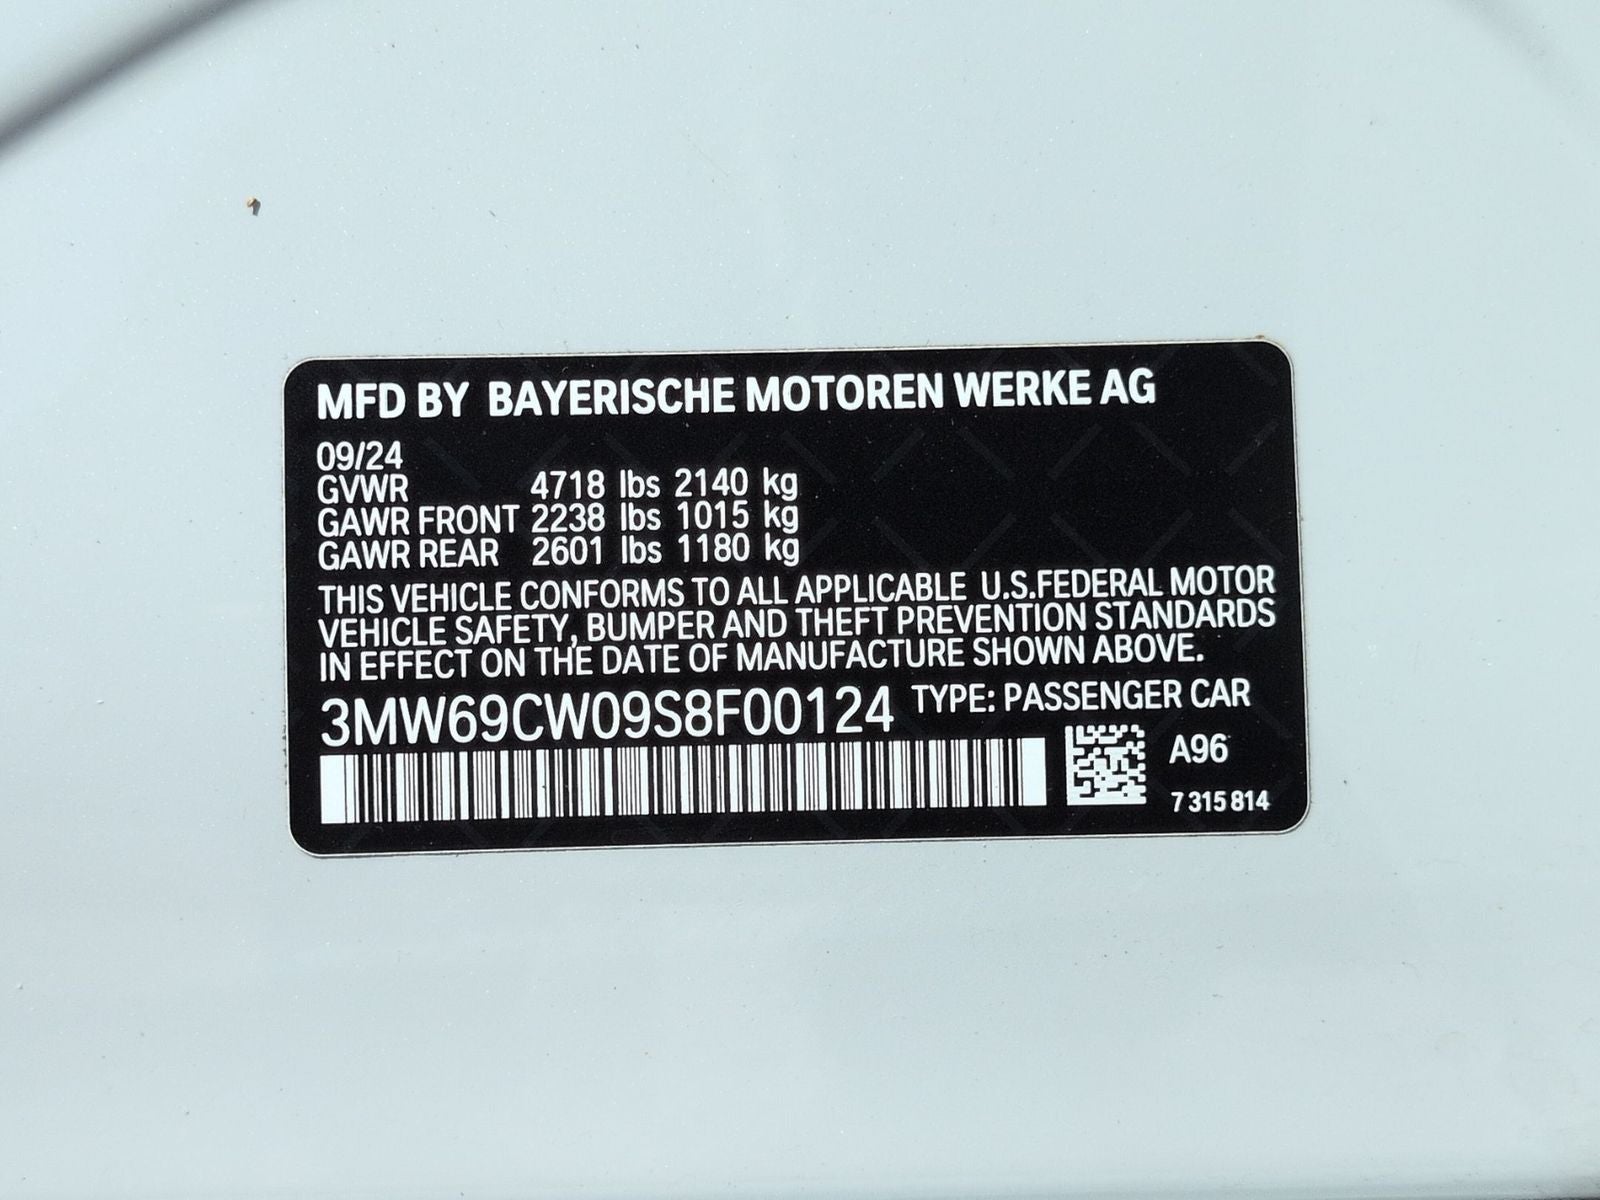 MFD BY BAYERISCHE MOTOREN WERKE AG
09/24
GVWR 4718 lbs 2140 kg
GAWR FRONT 2238 lbs 1015 kg
GAWR REAR 2601 lbs 1180 kg
THIS VEHICLE CONFORMS TO ALL APPLICABLE U.S.FEDERAL MOTOR
VEHICLE SAFETY, BUMPER AND THEFT PREVENTION STANDARDS
IN EFFECT ON THE DATE OF MANUFACTURE SHOWN ABOVE.
3MW69CW09S8F00124 TYPE: PASSENGER CAR
A96
7 315 814